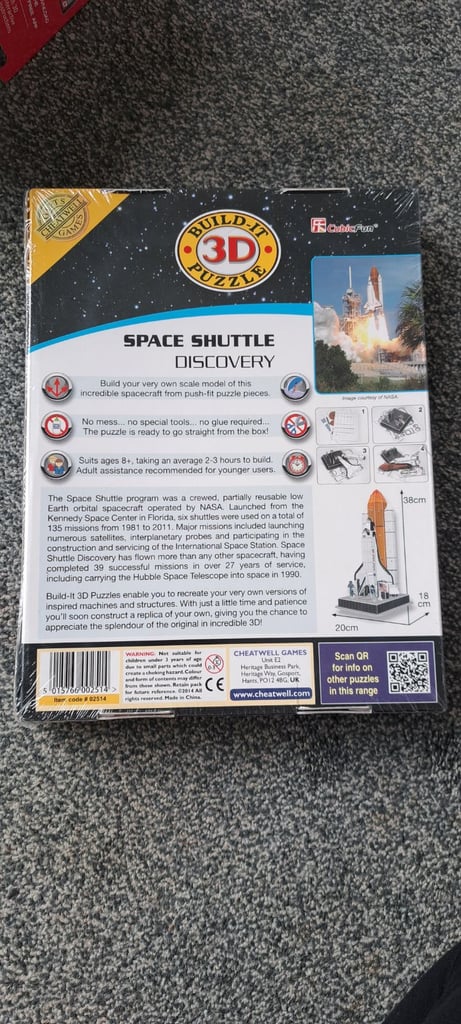 CHEATWELL
GAMES
BUILD-IT
3D
PUZZLE
CubicFun®
SPACE SHUTTLE
DISCOVERY
Image courtesy of NASA
Build your very own scale model of this
incredible spacecraft from push-fit puzzle pieces.
No mess... no special tools... no glue required...
The puzzle is ready to go straight from the box!
Suits ages 8+, taking an average 2-3 hours to build.
Adult assistance recommended for younger users.
1
2
3
4
The Space Shuttle program was a crewed, partially reusable low
Earth orbital spacecraft operated by NASA. Launched from the
Kennedy Space Center in Florida, six shuttles were used on a total of
135 missions from 1981 to 2011. Major missions included launching
numerous satellites, interplanetary probes and participating in the
construction and servicing of the International Space Station. Space
Shuttle Discovery has flown more than any other spacecraft, having
completed 39 successful missions in over 27 years of service,
including carrying the Hubble Space Telescope into space in 1990.
Build-It 3D Puzzles enable you to recreate your very own versions of
inspired machines and structures. With just a little time and patience
you'll soon construct a replica of your own, giving you the chance to
appreciate the splendour of the original in incredible 3D!
38cm
18
cm
20cm
5 015766 002514 >
Item code # 02514
WARNING. Not suitable for
children under 3 years of age
due to small parts which could
create a choking hazard. Colour
and form of contents may differ
from those shown. Retain pack
for future reference. ©2014 All
rights reserved. Made in China.
0-3
CE
CHEATWELL GAMES
Unit E2
Heritage Business Park,
Heritage Way, Gosport,
Hants, PO12 4BG, UK
www.cheatwell.com
Scan QR
for info on
other puzzles
in this range